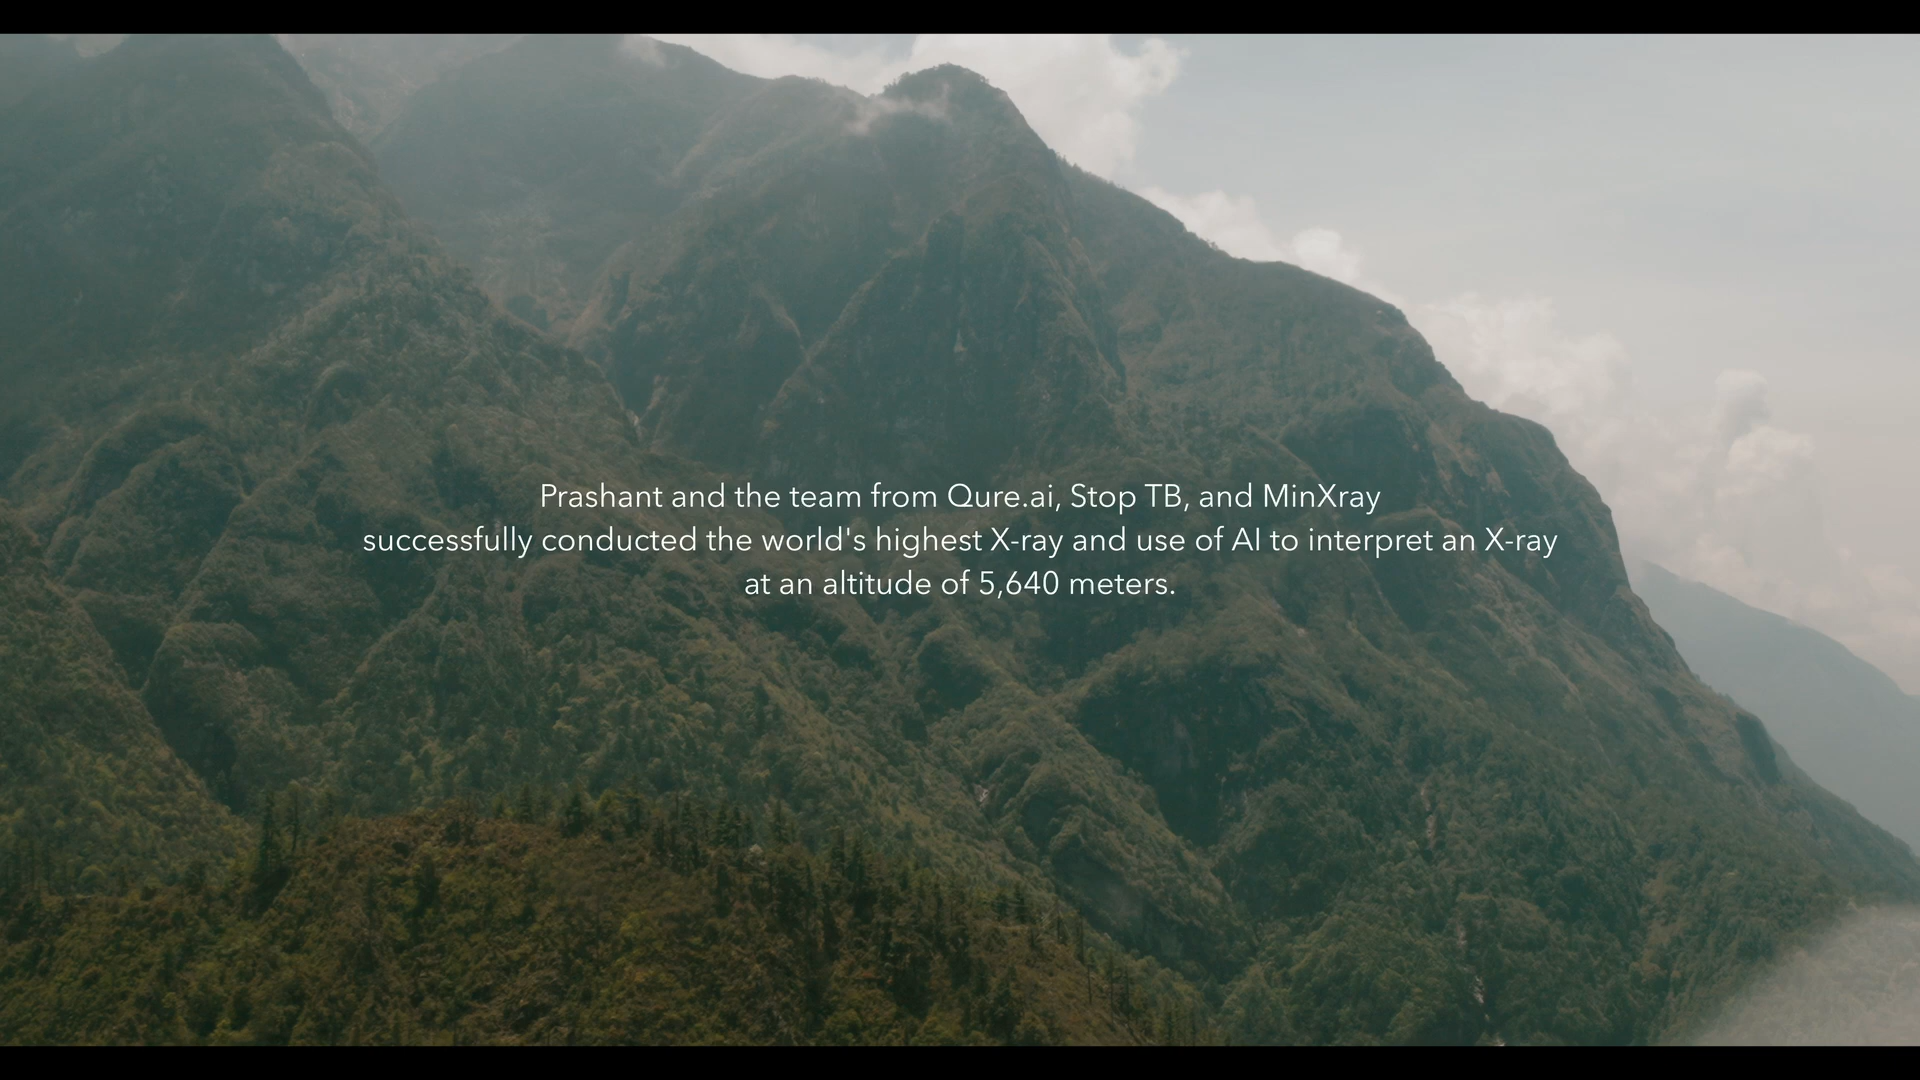 Prashant and the team from Qure.ai, Stop TB, and MinXray
successfully conducted the world's highest X-ray and use of AI to interpret an X-ray
at an altitude of 5,640 meters.